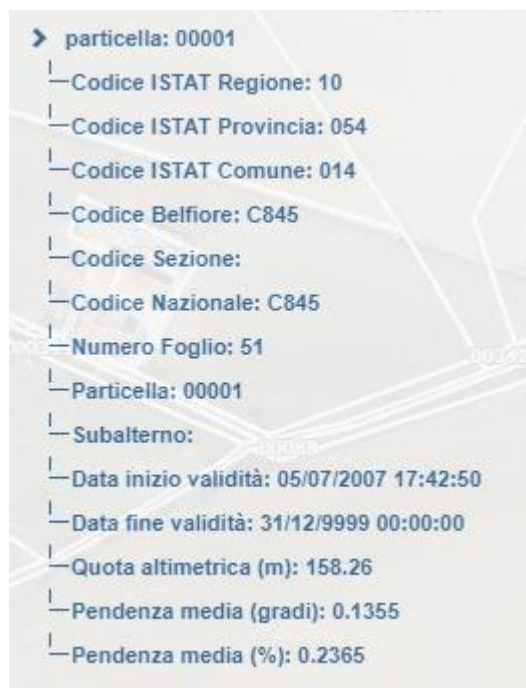 particella: 00001
Codice ISTAT Regione: 10
Codice ISTAT Provincia: 054
Codice ISTAT Comune: 014
Codice Belfiore: C845
Codice Sezione:
Codice Nazionale: C845
Numero Foglio: 51
Particella: 00001
Subalterno:
Data inizio validità: 05/07/2007 17:42:50
Data fine validità: 31/12/9999 00:00:00
Quota altimetrica (m): 158.26
Pendenza media (gradi): 0.1355
Pendenza media (%): 0.2365